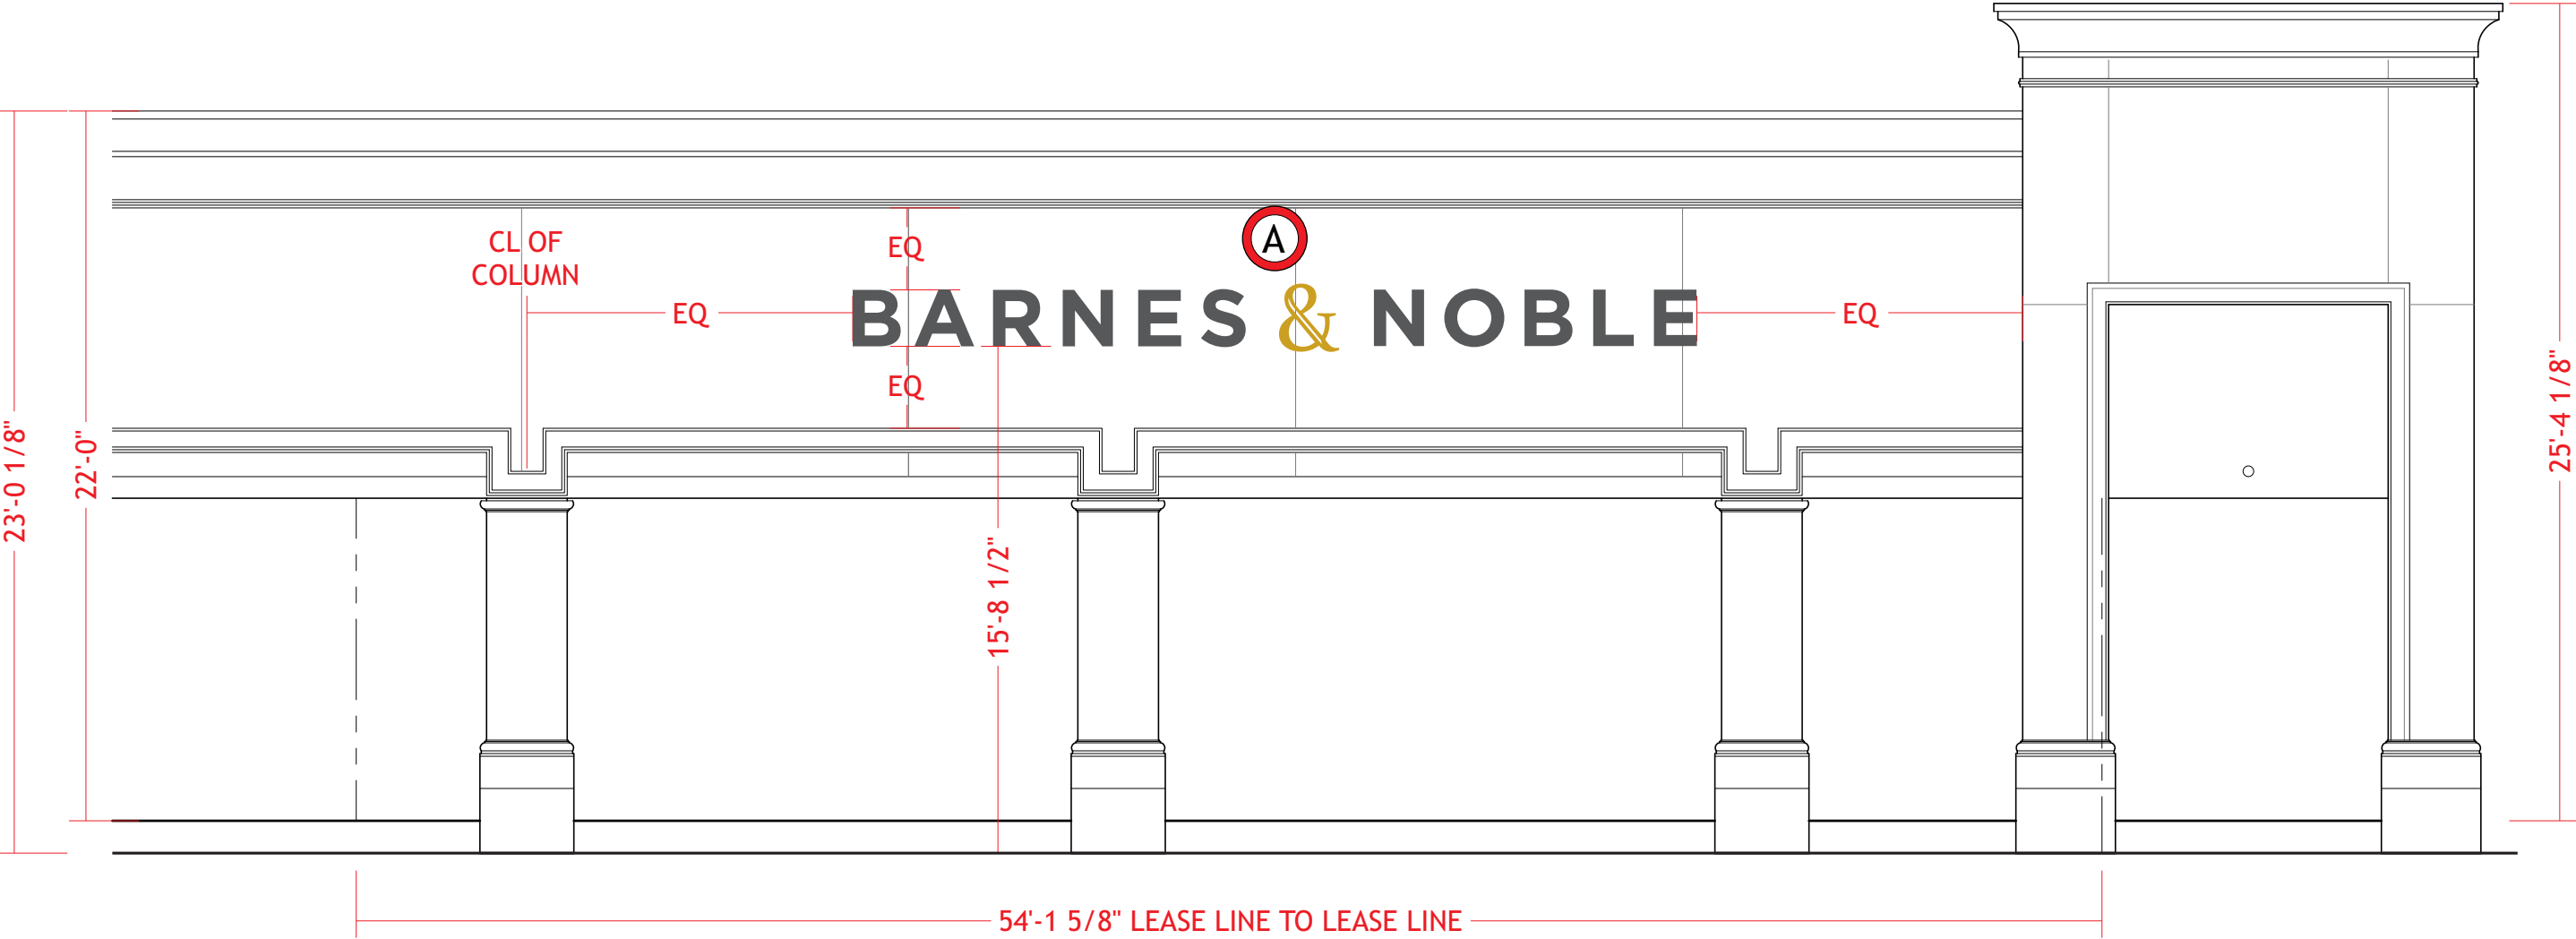 CL OF
COLUMN
EQ
A
BARNES & NOBLE
EQ
EQ
EQ
23'-0 1/8"
22'-0"
15'-8 1/2"
25'-4 1/8"
54'-1 5/8" LEASE LINE TO LEASE LINE